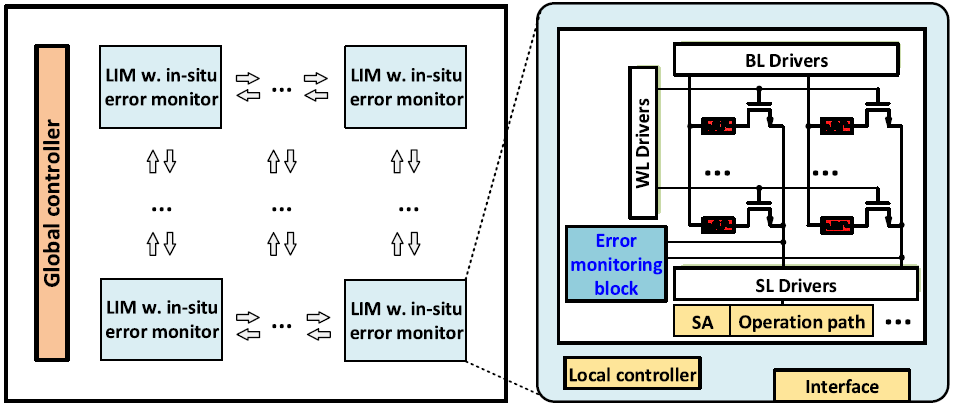 Global controller
LIM w. in-situ
error monitor
...
LIM w. in-situ
error monitor
...
...
...
LIM w. in-situ
error monitor
...
LIM w. in-situ
error monitor
BL Drivers
WL Drivers
...
...
Error
monitoring
block
SL Drivers
SA
Operation path
...
Local controller
Interface